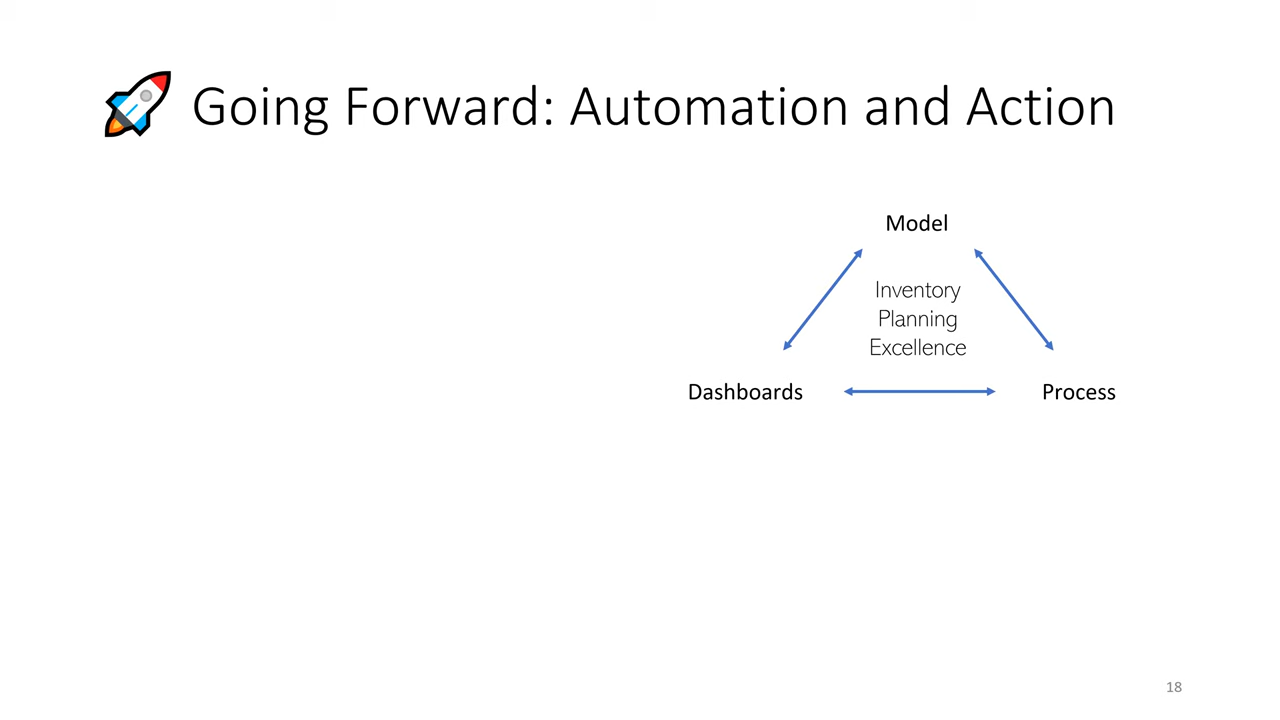 Going Forward: Automation and Action
Model
Inventory
Planning
Excellence
Dashboards
Process
18